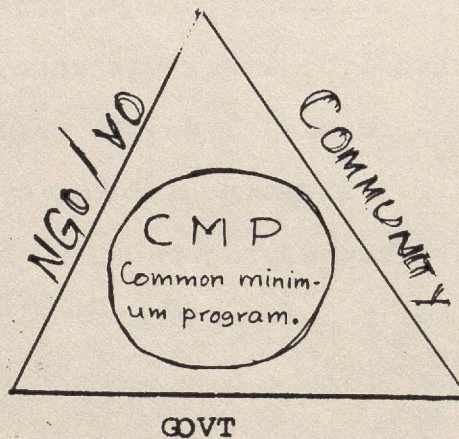 NGO/VO
COMMUNITY
CMP
Common minim-
um program.
GOVT